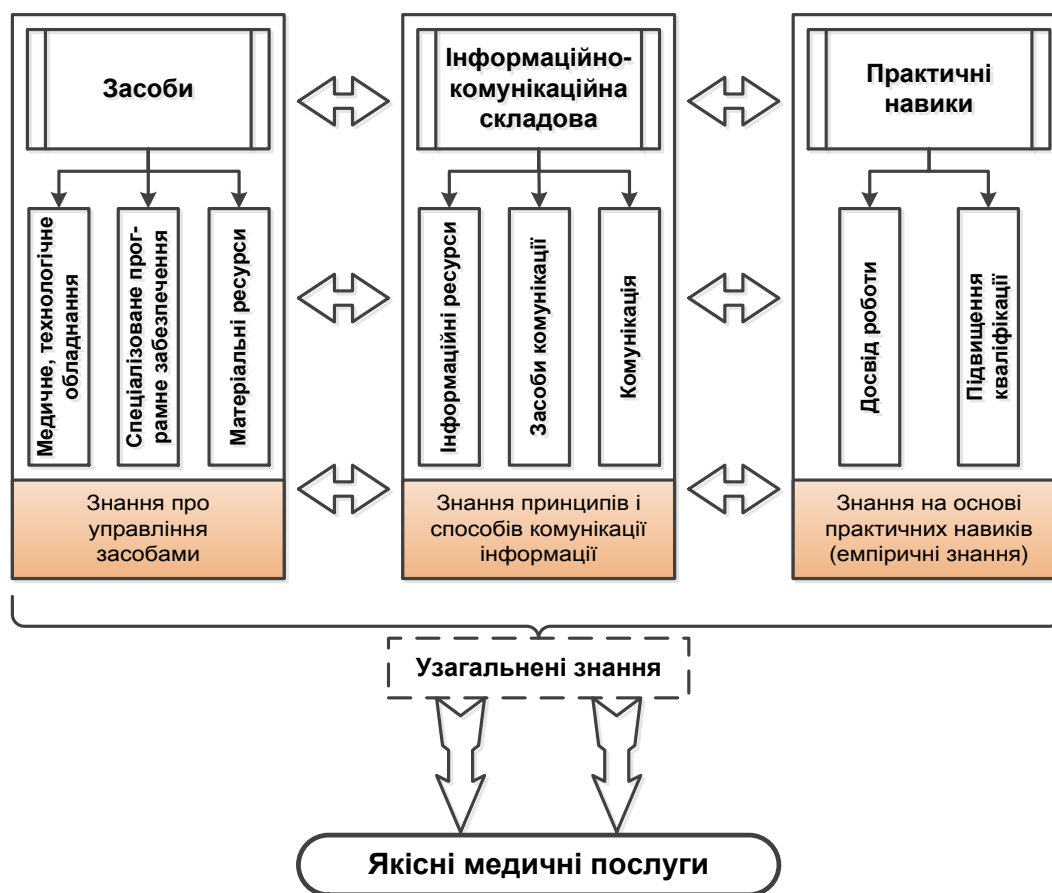 Засоби
Інформаційно-
комунікаційна
складова
Практичні
навики
Медичне, технологічне
обладнання
Спеціалізоване прог-
рамне забезпечення
Матеріальні ресурси
Інформаційні ресурси
Засоби комунікації
Комунікація
Досвід роботи
Підвищення
кваліфікації
Знання про
управління
засобами
Знання принципів і
способів комунікації
інформації
Знання на основі
практичних навиків
(емпіричні знання)
Узагальнені знання
Якісні медичні послуги